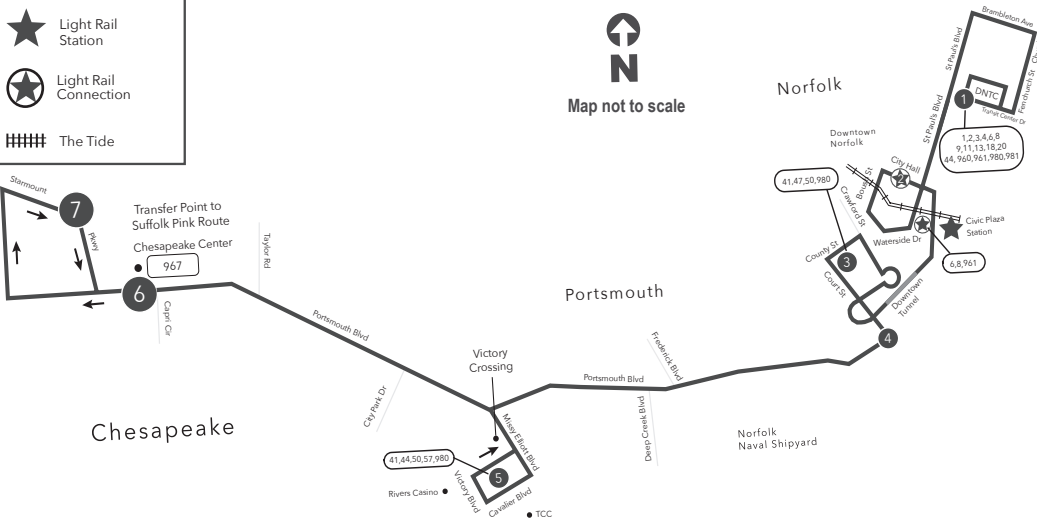 Light Rail
Station
Light Rail
Connection
The Tide
N
Map not to scale
Norfolk
Brambleton Ave
St Paul's Blvd
Fenchurch St
DNTC
1
Transit Center Dr
St Paul's Blvd
1,2,3,4,6,8
9,11,13,18,20
44, 960,961,980,981
Downtown
Norfolk
City Hall
2
Boush St
41,47,50,980
Crawford St
Civic Plaza
Station
Waterside Dr
6,8,961
County St
3
Court St
Downtown
Tunnel
4
Starmount
7
Pkwy
Transfer Point to
Suffolk Pink Route
Chesapeake Center
967
6
Capri Cir
Taylor Rd
Portsmouth Blvd
Portsmouth
City Park Dr
Victory
Crossing
Portsmouth Blvd
Frederick Blvd
Deep Creek Blvd
Norfolk
Naval Shipyard
Chesapeake
Missy Elliott Blvd
41,44,50,57,980
5
Victory Blvd
Cavalier Blvd
Rivers Casino
TCC